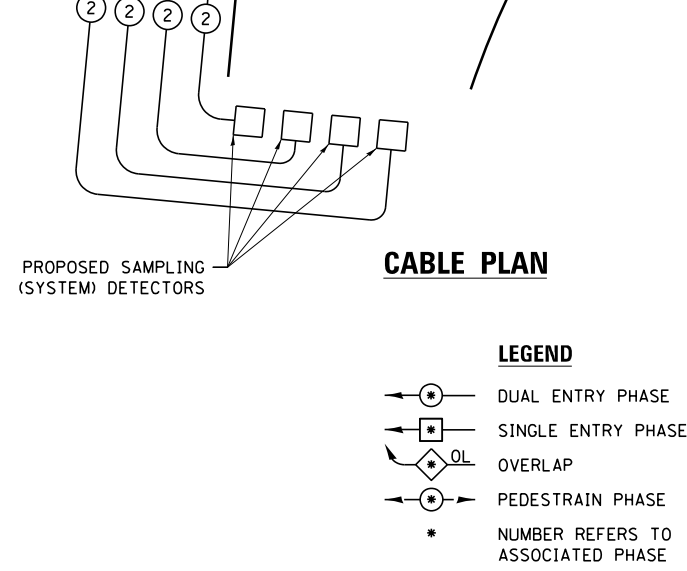 2 2 2 2
PROPOSED SAMPLING
(SYSTEM) DETECTORS
CABLE PLAN
LEGEND
* DUAL ENTRY PHASE
* SINGLE ENTRY PHASE
* OL OVERLAP
* PEDESTRAIN PHASE
* NUMBER REFERS TO
ASSOCIATED PHASE